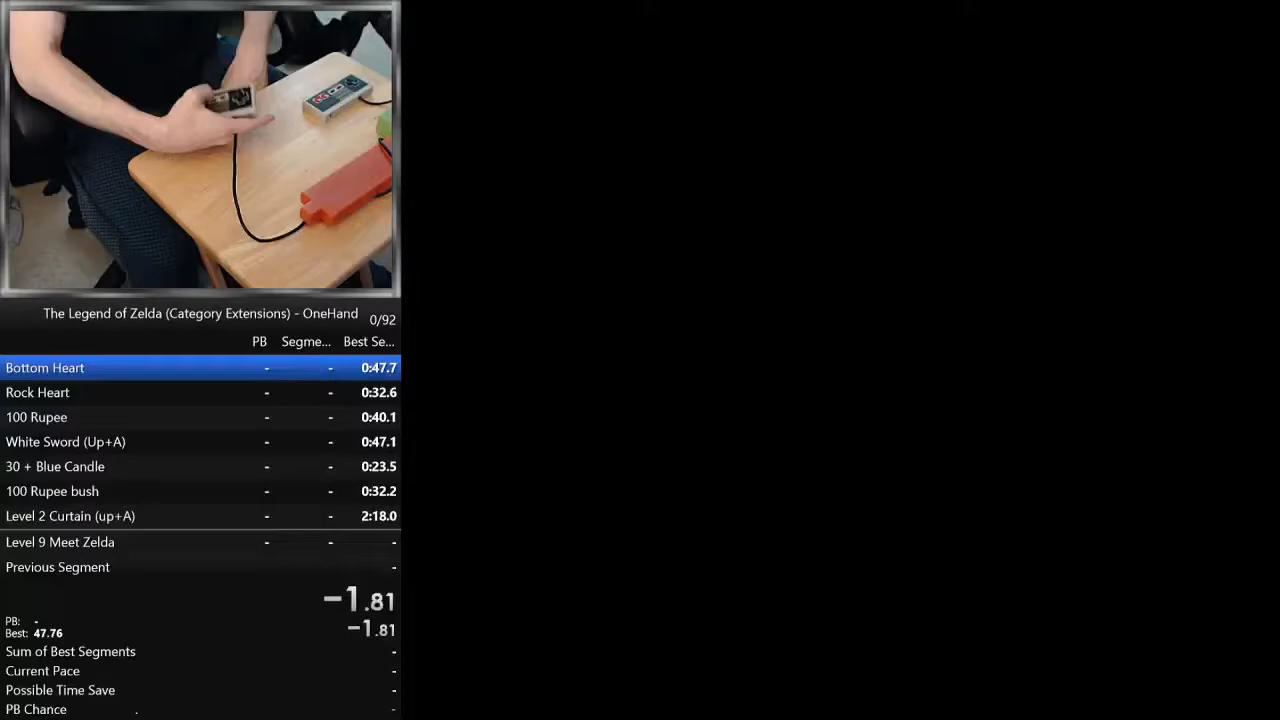 The Legend of Zelda (Category Extensions) - OneHand 0/92
PB Segme... Best Se...
Bottom Heart - - 0:47.7
Rock Heart - - 0:32.6
100 Rupee - - 0:40.1
White Sword (Up+A) - - 0:47.1
30 + Blue Candle - - 0:23.5
100 Rupee bush - - 0:32.2
Level 2 Curtain (up+A) - - 2:18.0
Level 9 Meet Zelda - - -
Previous Segment -
-1.81
PB: -
Best: 47.76 -1.81
Sum of Best Segments -
Current Pace -
Possible Time Save -
PB Chance . -